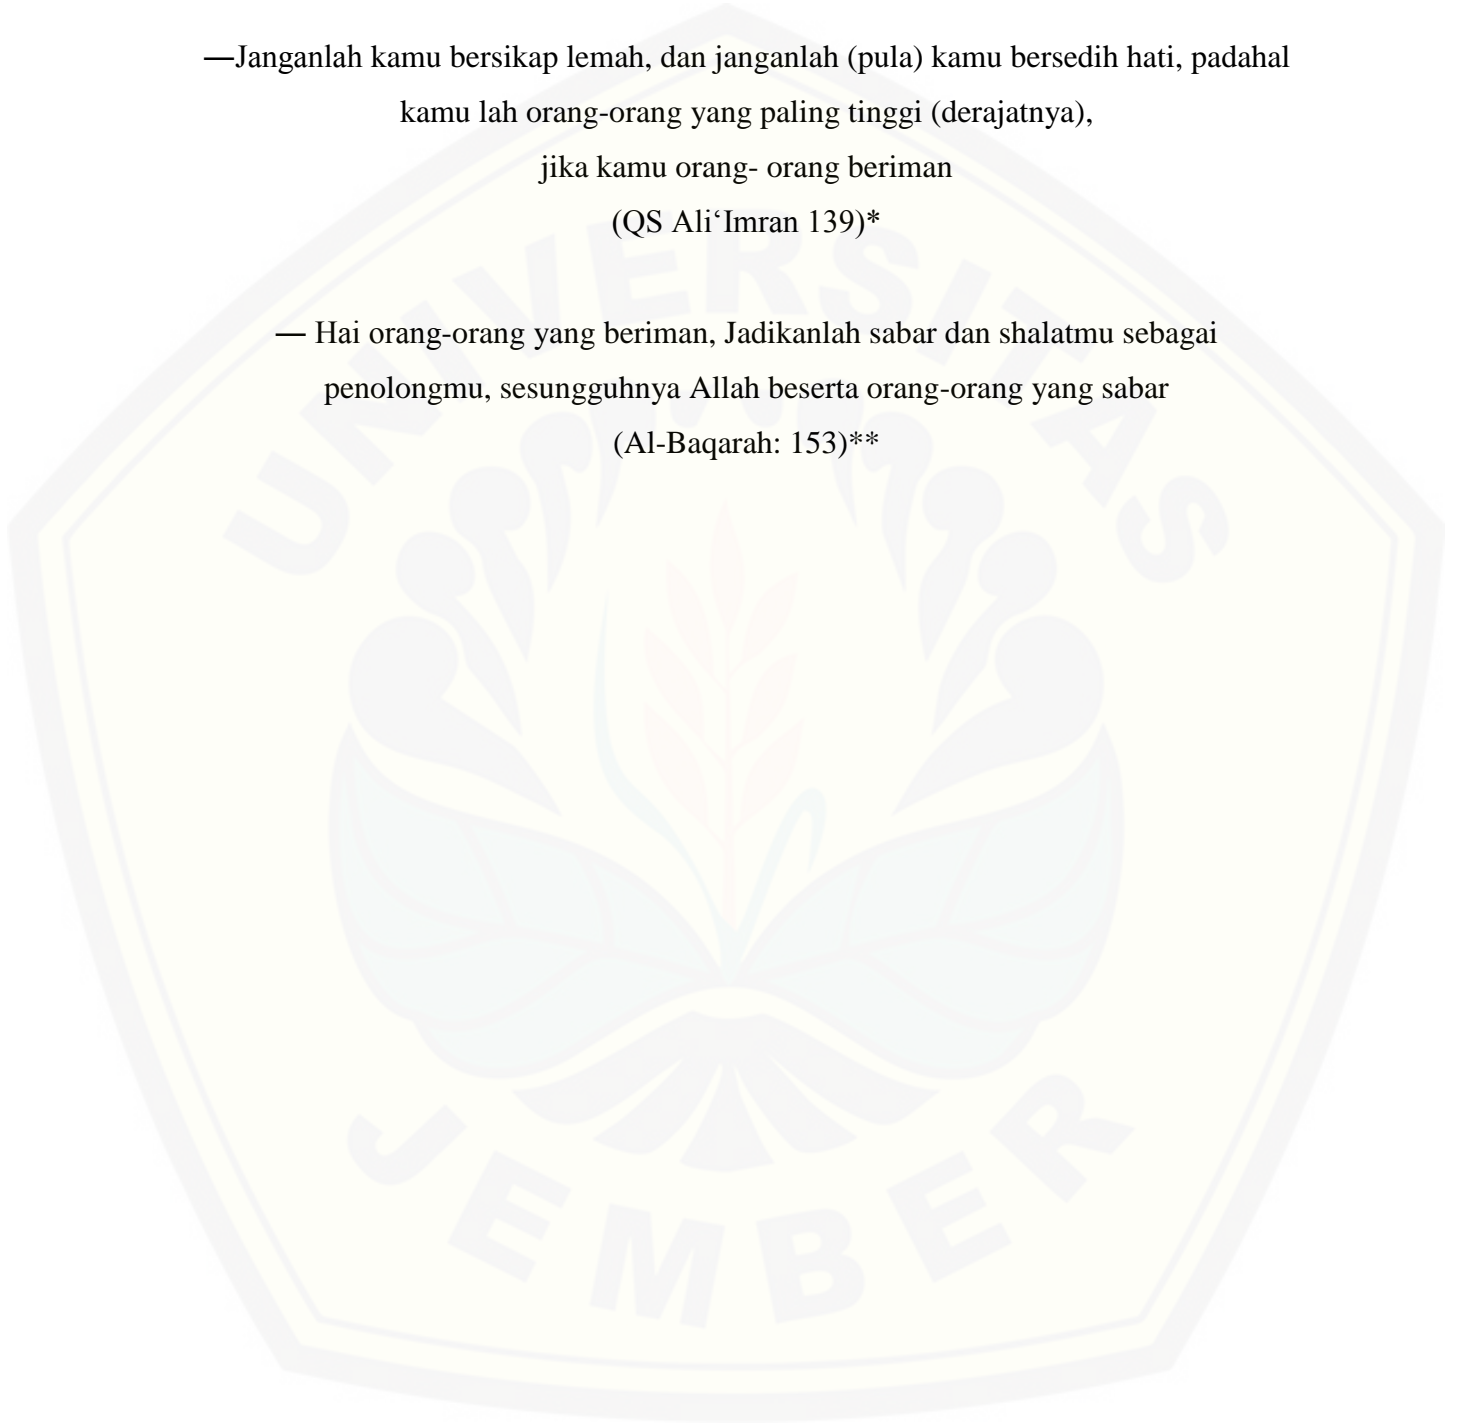 —Janganlah kamu bersikap lemah, dan janganlah (pula) kamu bersedih hati, padahal
kamu lah orang-orang yang paling tinggi (derajatnya),
jika kamu orang- orang beriman
(QS Ali‘Imran 139)*
— Hai orang-orang yang beriman, Jadikanlah sabar dan shalatmu sebagai
penolongmu, sesungguhnya Allah beserta orang-orang yang sabar
(Al-Baqarah: 153)**
UNIVERSITAS
JEMBER